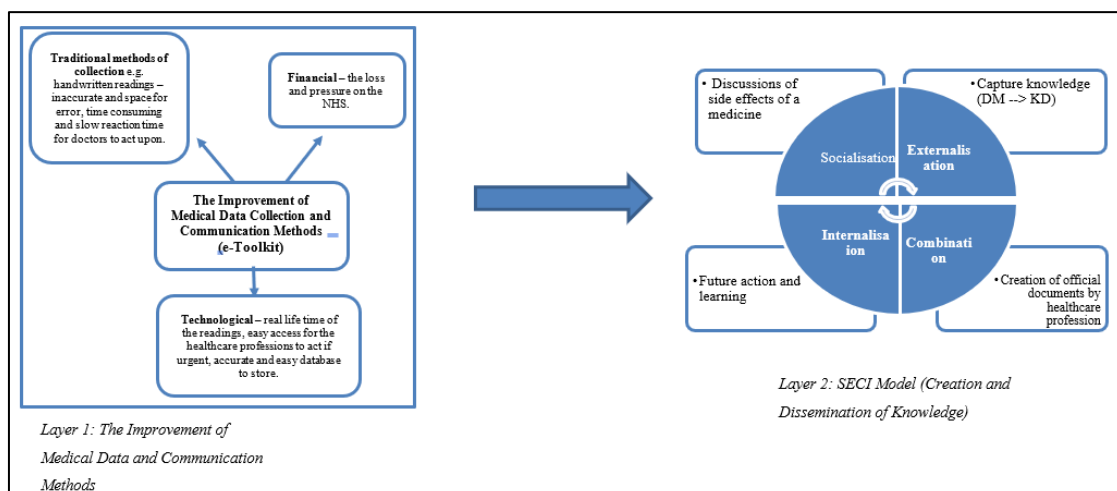 Traditional methods of
collection e.g.
handwritten readings –
inaccurate and space for
error, time consuming
and slow reaction time
for doctors to act upon.
Financial – the loss
and pressure on the
NHS.
The Improvement of
Medical Data Collection and
Communication Methods
(e-Toolkit)
Technological – real life time of
the readings, easy access for the
healthcare professions to act if
urgent, accurate and easy database
to store.
Layer 1: The Improvement of
Medical Data and Communication
Methods
• Discussions of
side effects of a
medicine
• Capture knowledge
(DM --> KD)
Socialisation
Externalis
ation
Internalisa
ion
Combinati
on
• Future action and
learning
• Creation of official
documents by
healthcare
profession
Layer 2: SECI Model (Creation and
Dissemination of Knowledge)